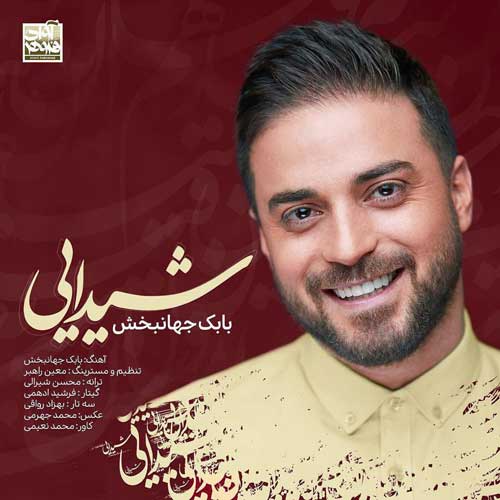 شیدایی
بابک جهانبخش
آهنگ: بابک جهانبخش
تنظیم و مسترینگ : معین راهبر
ترانه : محسن شیرالی
گیتار : فرشید ادهمی
سه تار : بهزاد رواقی
عکس: محمد جهرمی
کاور: محمد نعیمی